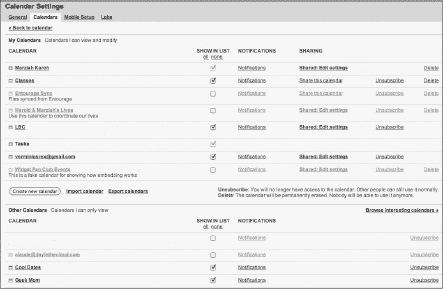 Calendar Settings
General Calendars Mobile Setup Labs
« Back to calendar
My Calendars Calendars I can view and modify
CALENDAR SHOW IN LIST NOTIFICATIONS SHARING
all none
Marziah Karch Notifications Shared: Edit settings Delete
Classes Notifications Share this calendar Unsubscribe Delete
Entourage Sync Notifications Share this calendar Unsubscribe Delete
Files synced from Entourage
Harold & Marziah's Lives Notifications Shared: Edit settings Unsubscribe Delete
Use this calendar to coordinate our lives
LBC Notifications Shared: Edit settings Unsubscribe Delete
Tasks
verminiusrex@gmail.com Notifications Shared: Edit settings Unsubscribe Delete
Widget Fan Club Events Notifications Shared: Edit settings Unsubscribe Delete
This is a fake calendar for showing how embedding works
Create new calendar Import calendar Export calendars
Unsubscribe: You will no longer have access to the calendar. Other people can still use it normally.
Delete: The calendar will be permanently erased. Nobody will be able to use it anymore.
Other Calendars Calendars I can only view Browse interesting calendars »
CALENDAR SHOW IN LIST NOTIFICATIONS
all none
Notifications Unsubscribe
Notifications Unsubscribe
Cool Dates Notifications Unsubscribe
Geek Mom Notifications Unsubscribe